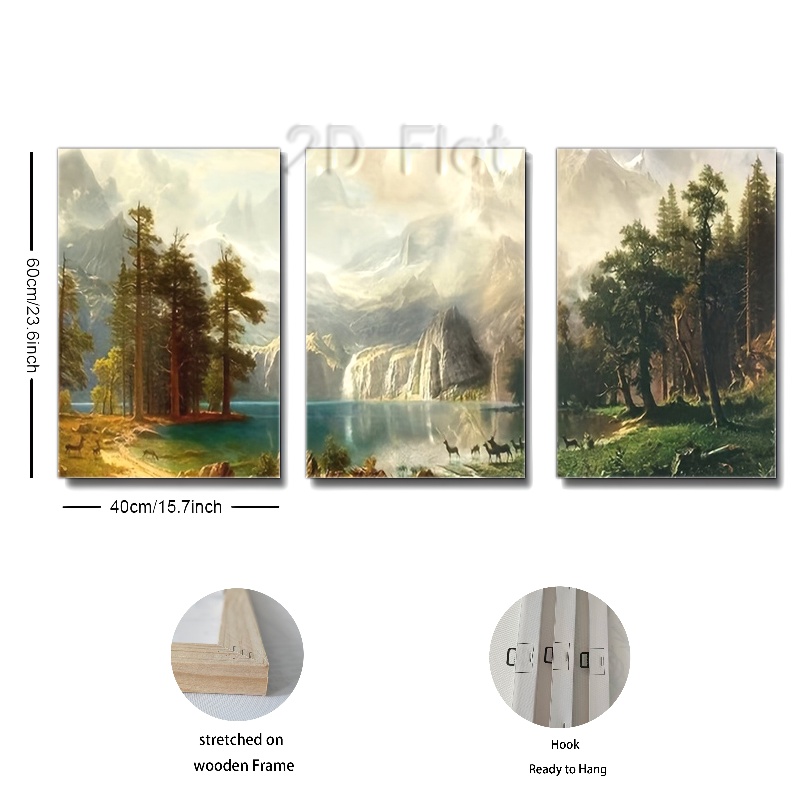 2D Flat
60cm/23.6inch
40cm/15.7inch
stretched on
wooden Frame
Hook
Ready to Hang